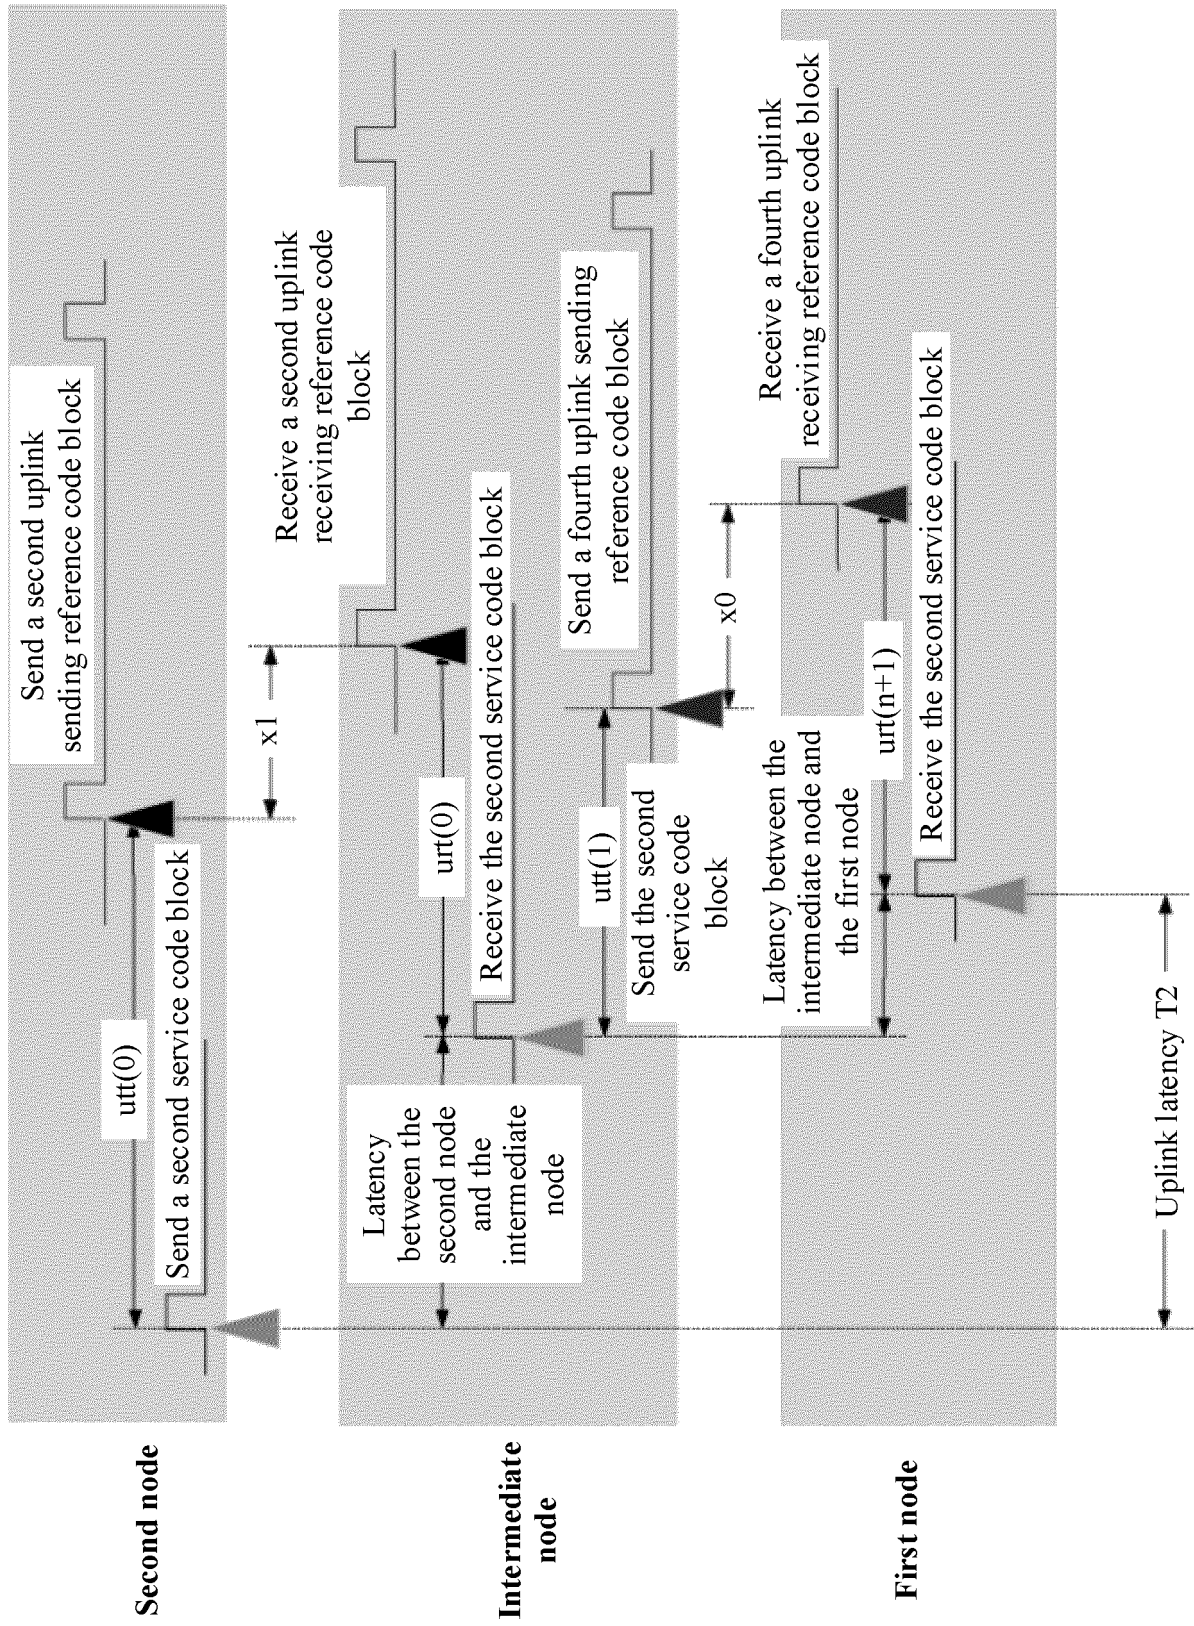 Second node
Send a second uplink
sending reference code block
utt(0)
Send a second service code block
x1
Intermediate
node
Receive a second uplink
receiving reference code
block
urt(0)
Receive the second service code block
Latency
between the
second node
and the
intermediate
node
Send a fourth uplink sending
reference code block
utt(1)
Send the second
service code
block
x0
First node
Receive a fourth uplink
receiving reference code block
urt(n+1)
Receive the second service code block
Latency between the
intermediate node and
the first node
Uplink latency T2